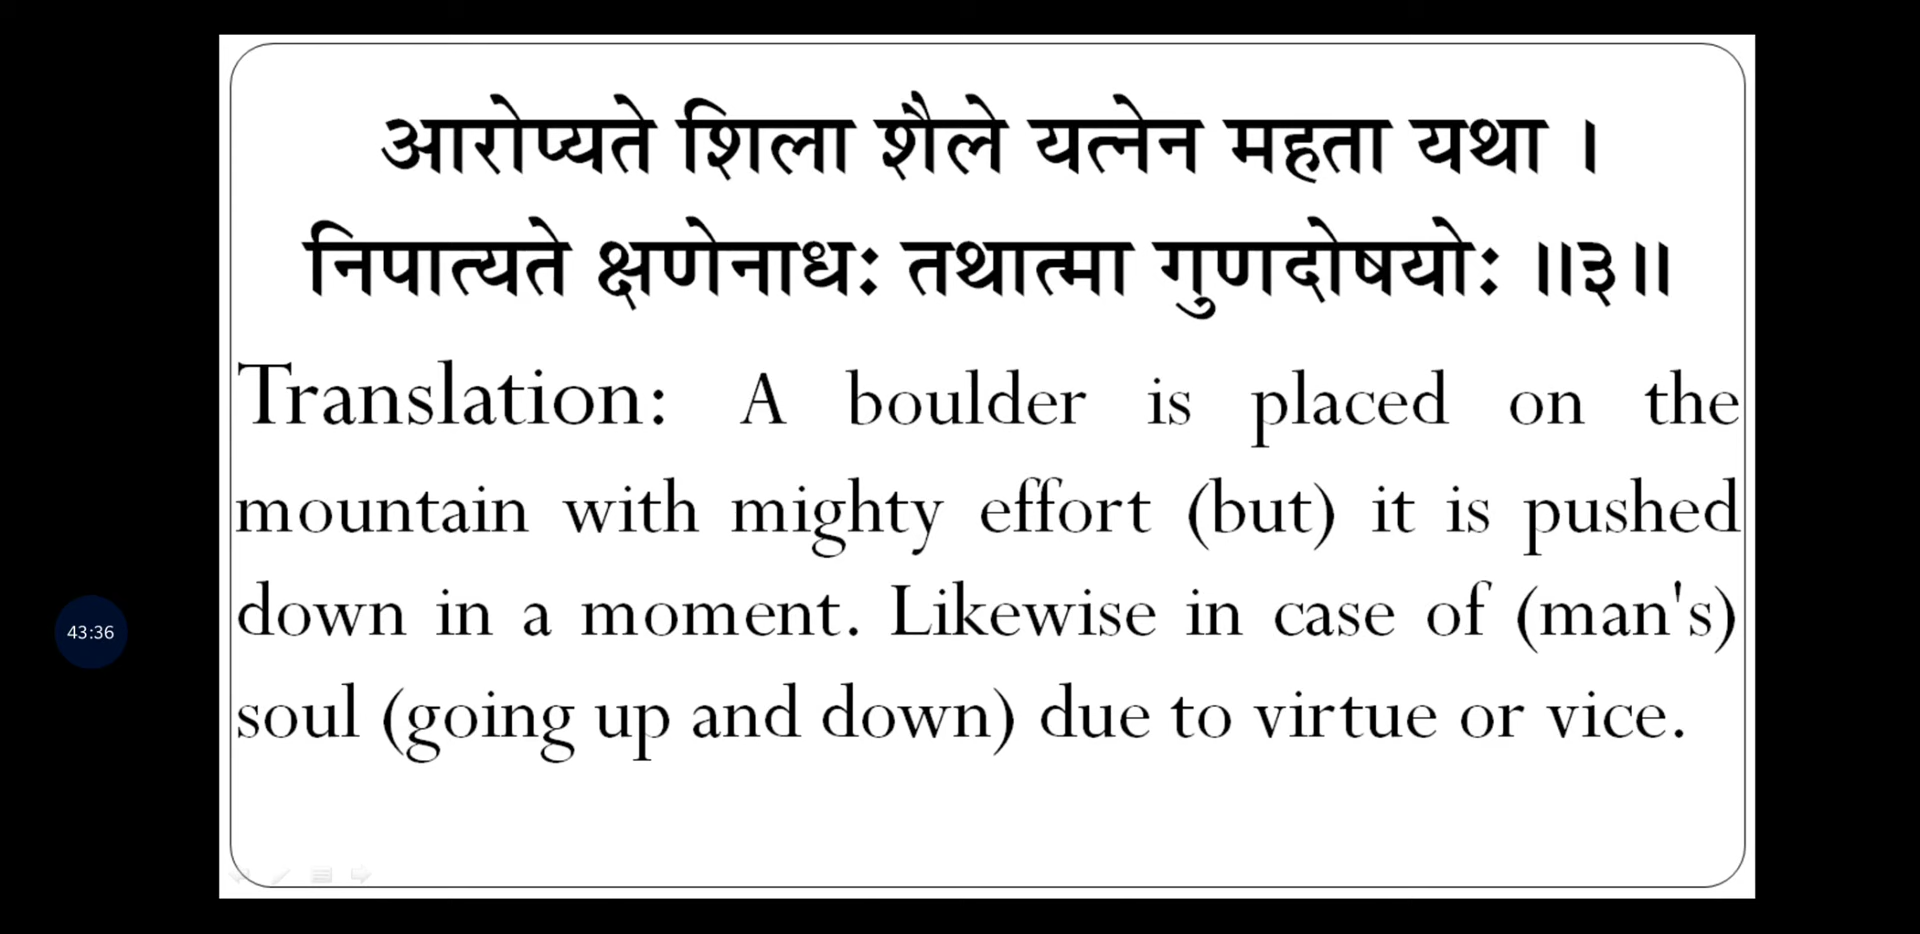 आरोप्यते शिला शैले यत्नेन महता यथा ।
निपात्यते क्षणेनाधः तथात्मा गुणदोषयोः ॥३॥
Translation: A boulder is placed on the
mountain with mighty effort (but) it is pushed
down in a moment. Likewise in case of (man's)
soul (going up and down) due to virtue or vice.
43:36